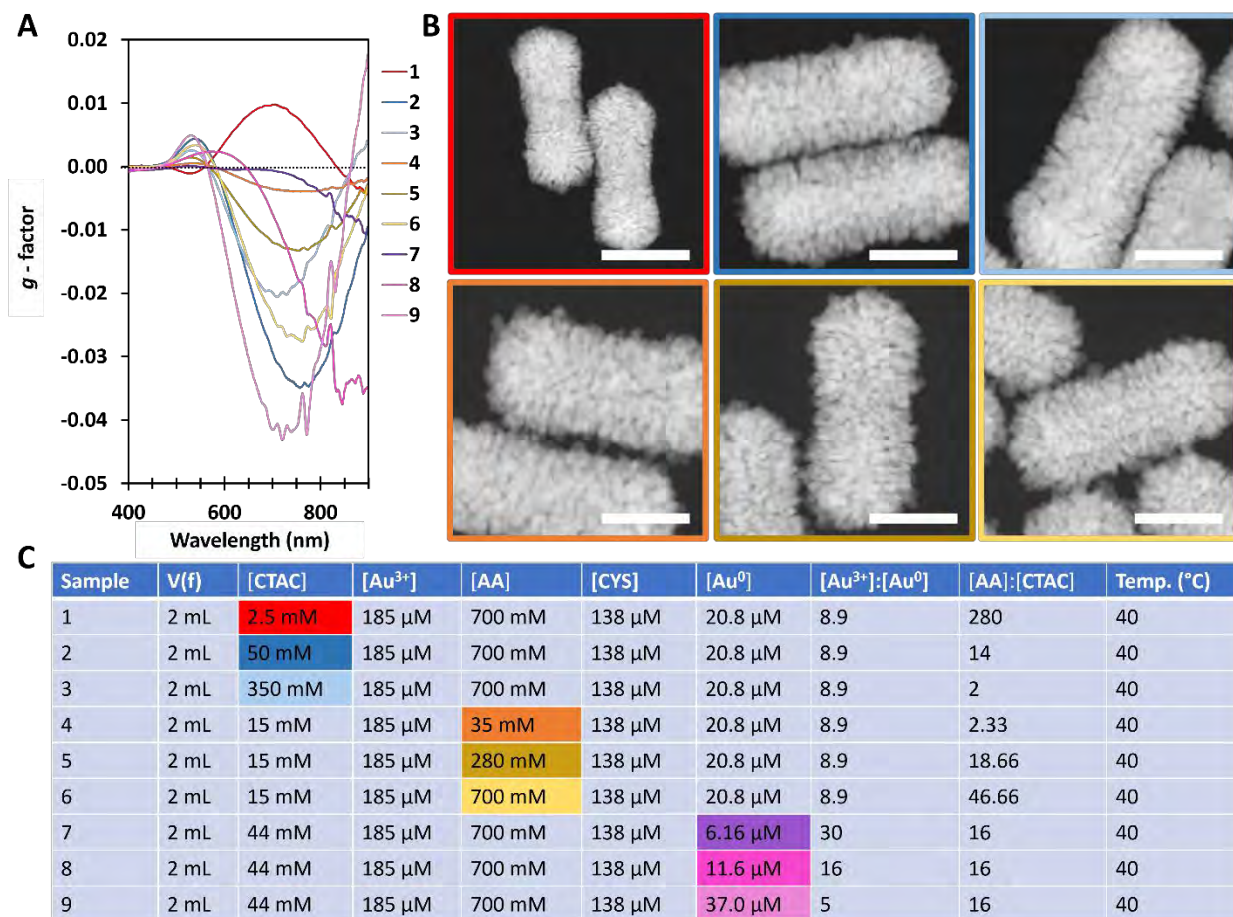 A
B
0.02
0.01
0.00
-0.01
-0.02
-0.03
-0.04
-0.05
g - factor
400 600 800
Wavelength (nm)
1
2
3
4
5
6
7
8
9
C
Sample V(f) [CTAC] [Au³⁺] [AA] [CYS] [Au⁰] [Au³⁺]:[Au⁰] [AA]:[CTAC] Temp. (°C)
1 2 mL 2.5 mM 185 µM 700 mM 138 µM 20.8 µM 8.9 280 40
2 2 mL 50 mM 185 µM 700 mM 138 µM 20.8 µM 8.9 14 40
3 2 mL 350 mM 185 µM 700 mM 138 µM 20.8 µM 8.9 2 40
4 2 mL 15 mM 185 µM 35 mM 138 µM 20.8 µM 8.9 2.33 40
5 2 mL 15 mM 185 µM 280 mM 138 µM 20.8 µM 8.9 18.66 40
6 2 mL 15 mM 185 µM 700 mM 138 µM 20.8 µM 8.9 46.66 40
7 2 mL 44 mM 185 µM 700 mM 138 µM 6.16 µM 30 16 40
8 2 mL 44 mM 185 µM 700 mM 138 µM 11.6 µM 16 16 40
9 2 mL 44 mM 185 µM 700 mM 138 µM 37.0 µM 5 16 40